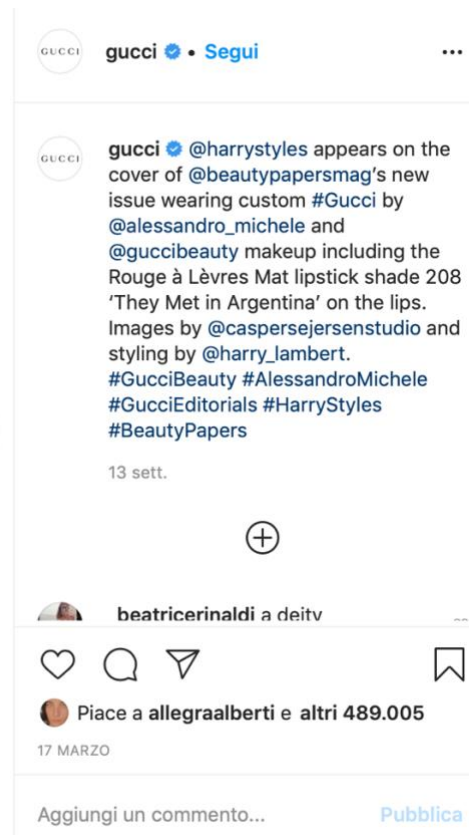 GUCCI
gucci • Segui
GUCCI
gucci @harrystyles appears on the
cover of @beautypapersmag's new
issue wearing custom #Gucci by
@alessandro_michele and
@guccibeauty makeup including the
Rouge à Lèvres Mat lipstick shade 208
‘They Met in Argentina’ on the lips.
Images by @caspersejersenstudio and
styling by @harry_lambert.
#GucciBeauty #AlessandroMichele
#GucciEditorials #HarryStyles
#BeautyPapers
13 sett.
beatricerinaldi a deity
Piace a allegraalberti e altri 489.005
17 MARZO
Aggiungi un commento...
Pubblica